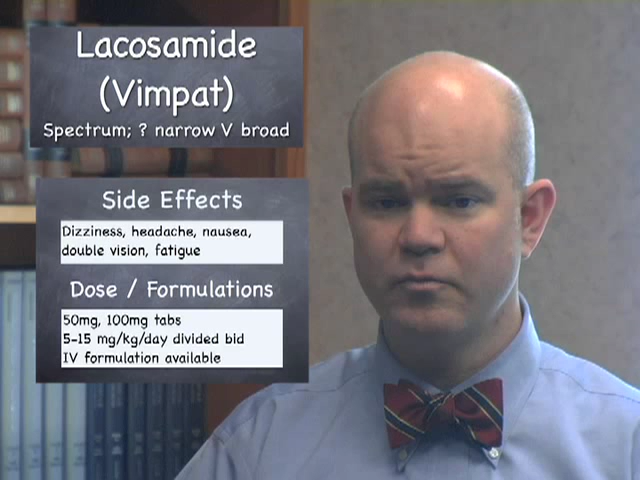 Lacosamide
(Vimpat)
Spectrum; ? narrow V broad
Side Effects
Dizziness, headache, nausea,
double vision, fatigue
Dose / Formulations
50mg, 100mg tabs
5-15 mg/kg/day divided bid
IV formulation available